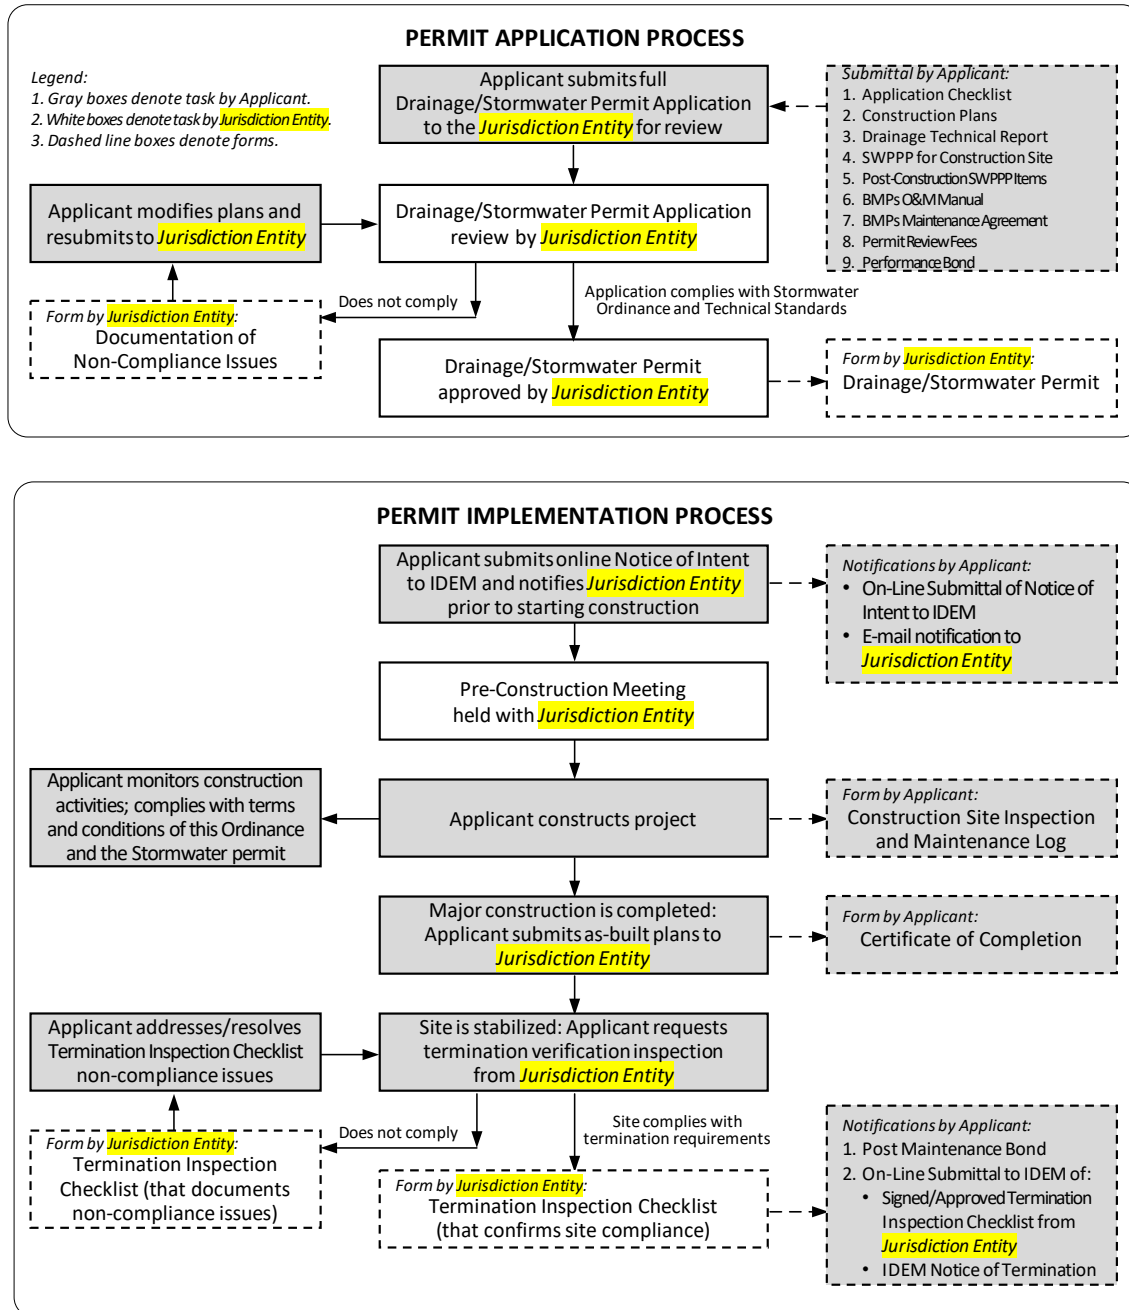 PERMIT APPLICATION PROCESS
Legend:
1. Gray boxes denote task by Applicant.
2. White boxes denote task by Jurisdiction Entity.
3. Dashed line boxes denote forms.
Applicant submits full
Drainage/Stormwater Permit Application
to the Jurisdiction Entity for review
Submittal by Applicant:
1. Application Checklist
2. Construction Plans
3. Drainage Technical Report
4. SWPPP for Construction Site
5. Post-Construction SWPPP Items
6. BMPs O&M Manual
7. BMPs Maintenance Agreement
8. Permit Review Fees
9. Performance Bond
Applicant modifies plans and
resubmits to Jurisdiction Entity
Drainage/Stormwater Permit Application
review by Jurisdiction Entity
Does not comply
Application complies with Stormwater
Ordinance and Technical Standards
Form by Jurisdiction Entity:
Documentation of
Non-Compliance Issues
Drainage/Stormwater Permit
approved by Jurisdiction Entity
Form by Jurisdiction Entity:
Drainage/Stormwater Permit
PERMIT IMPLEMENTATION PROCESS
Applicant submits online Notice of Intent
to IDEM and notifies Jurisdiction Entity
prior to starting construction
Notifications by Applicant:
• On-Line Submittal of Notice of
Intent to IDEM
• E-mail notification to
Jurisdiction Entity
Pre-Construction Meeting
held with Jurisdiction Entity
Applicant monitors construction
activities; complies with terms
and conditions of this Ordinance
and the Stormwater permit
Applicant constructs project
Form by Applicant:
Construction Site Inspection
and Maintenance Log
Major construction is completed:
Applicant submits as-built plans to
Jurisdiction Entity
Form by Applicant:
Certificate of Completion
Applicant addresses/resolves
Termination Inspection Checklist
non-compliance issues
Site is stabilized: Applicant requests
termination verification inspection
from Jurisdiction Entity
Does not comply
Site complies with
termination requirements
Form by Jurisdiction Entity:
Termination Inspection
Checklist (that documents
non-compliance issues)
Form by Jurisdiction Entity:
Termination Inspection Checklist
(that confirms site compliance)
Notifications by Applicant:
1. Post Maintenance Bond
2. On-Line Submittal to IDEM of:
• Signed/Approved Termination
Inspection Checklist from
Jurisdiction Entity
• IDEM Notice of Termination